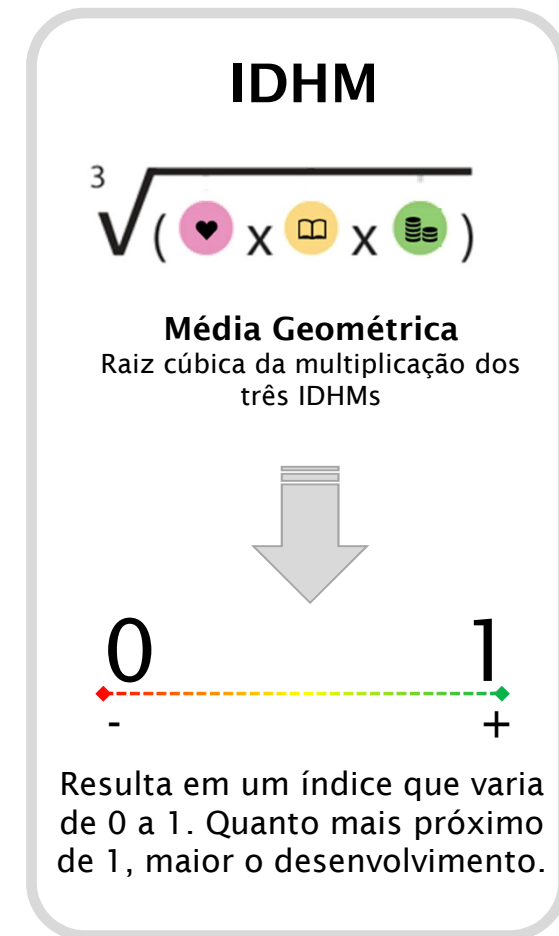 IDHM
3
( x x )
Média Geométrica
Raiz cúbica da multiplicação dos
três IDHMs
0 1
- +
Resulta em um índice que varia
de 0 a 1. Quanto mais próximo
de 1, maior o desenvolvimento.